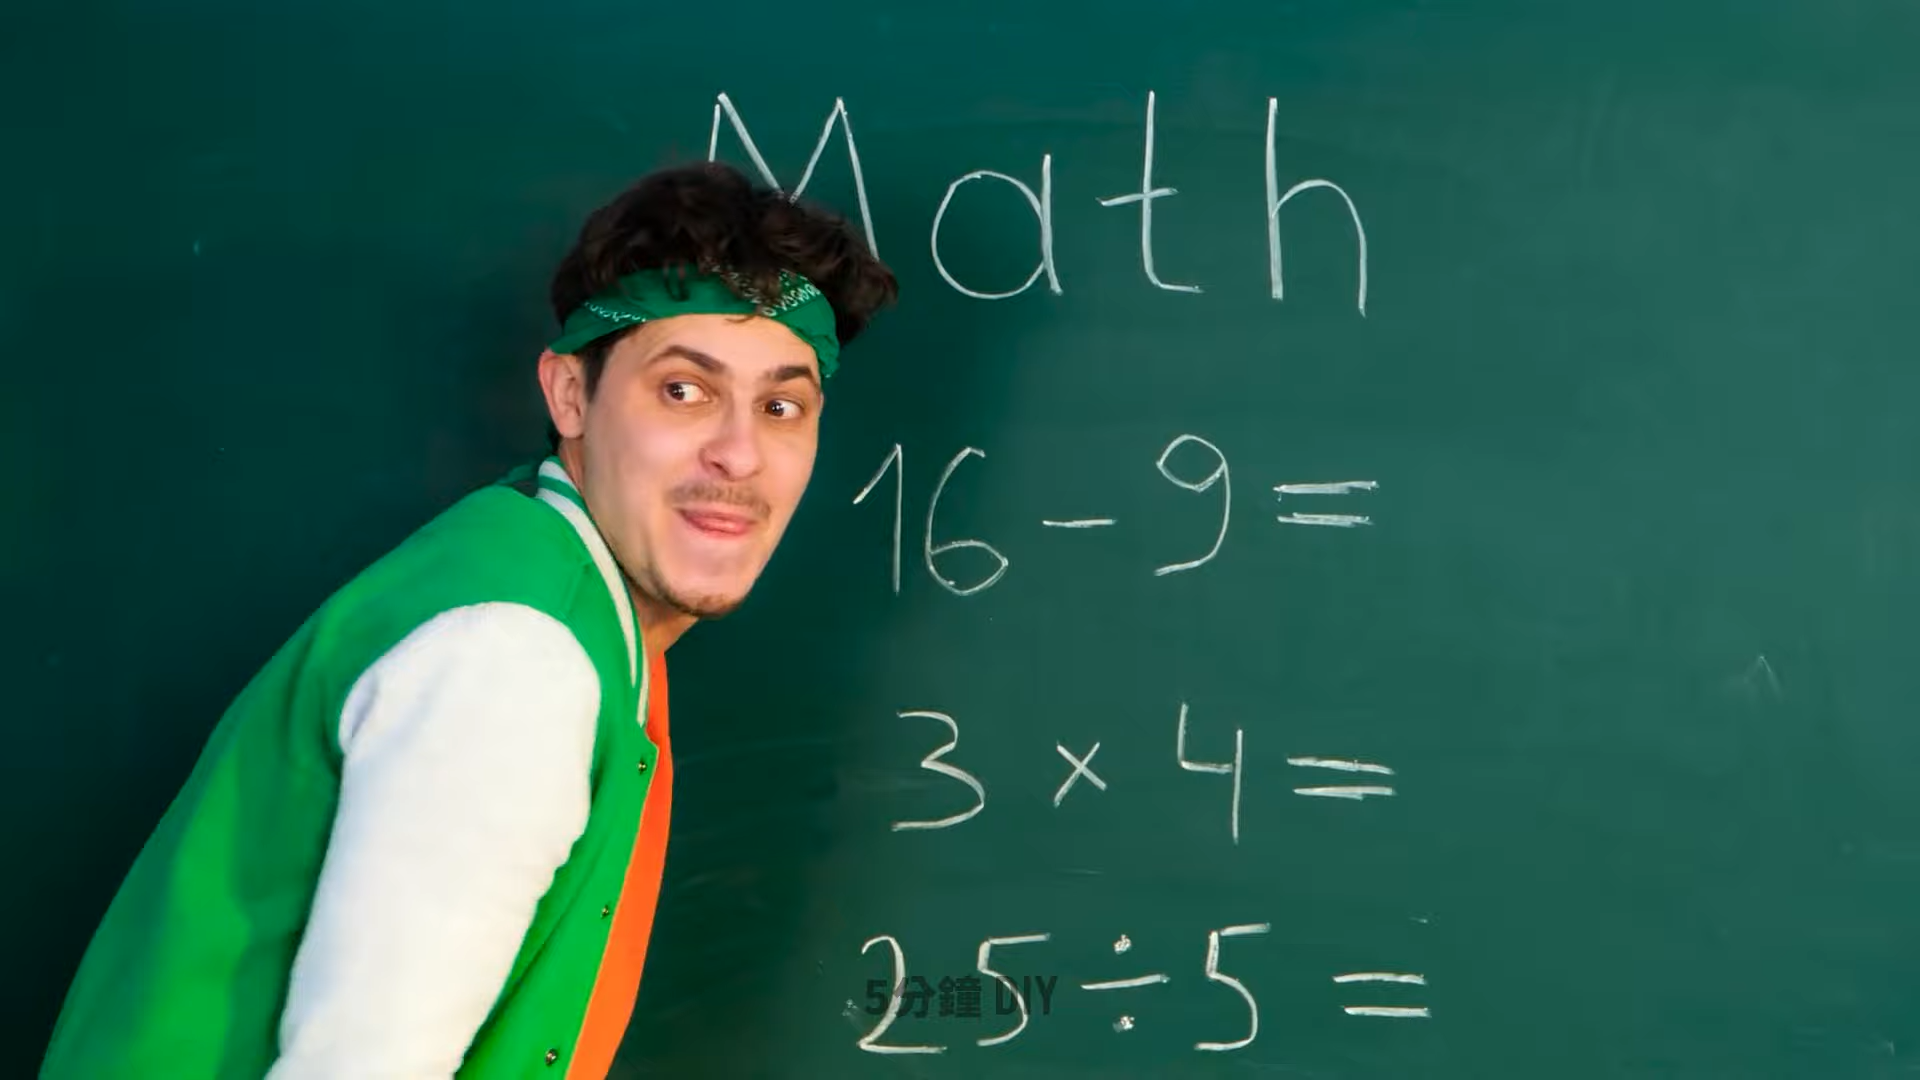 Math
16 - 9 =
3 × 4 =
25 ÷ 5 =
5分鐘 DIY